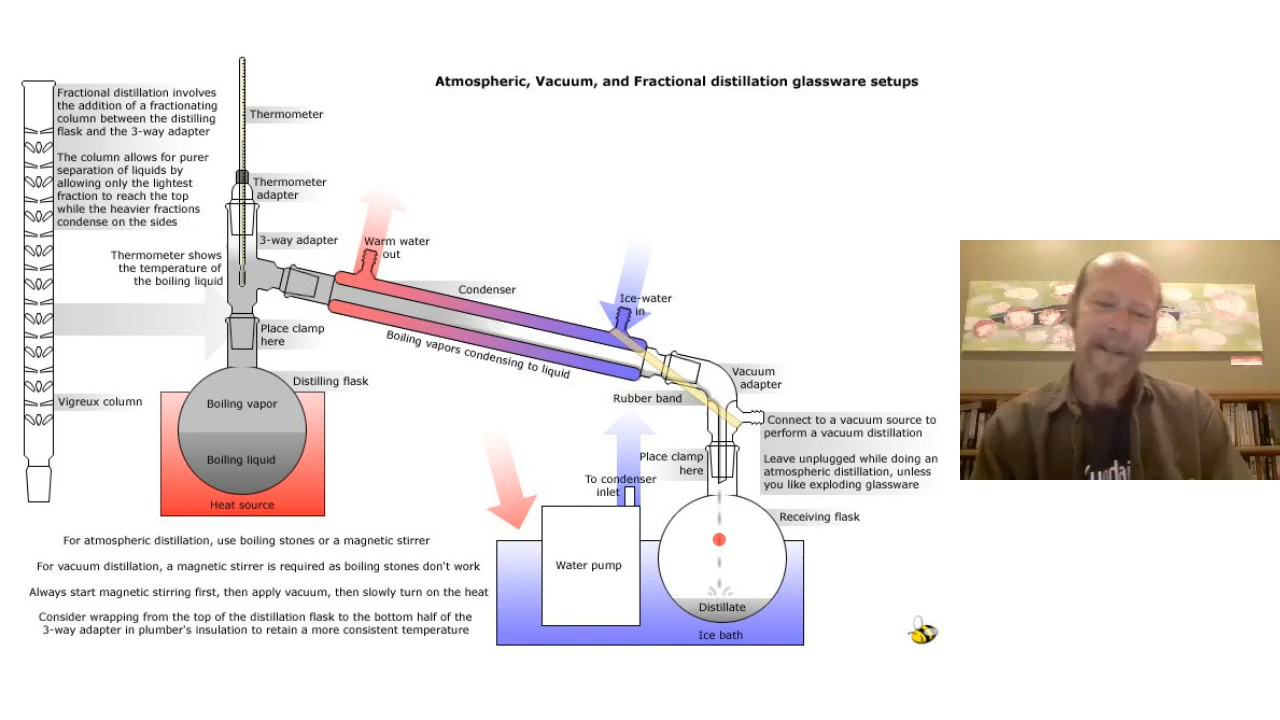 Atmospheric, Vacuum, and Fractional distillation glassware setups
Fractional distillation involves
the addition of a fractionating
column between the distilling
flask and the 3-way adapter
The column allows for purer
separation of liquids by
allowing only the lightest
fraction to reach the top
while the heavier fractions
condense on the sides
Thermometer
Thermometer
adapter
3-way adapter
Thermometer shows
the temperature of
the boiling liquid
Warm water
out
Condenser
Ice-water
in
Place clamp
here
Boiling vapors condensing to liquid
Vacuum
adapter
Distilling flask
Rubber band
Vigreux column
Boiling vapor
Boiling liquid
Heat source
Connect to a vacuum source to
perform a vacuum distillation
Leave unplugged while doing an
atmospheric distillation, unless
you like exploding glassware
Place clamp
here
To condenser
inlet
Receiving flask
Water pump
Distillate
Ice bath
For atmospheric distillation, use boiling stones or a magnetic stirrer
For vacuum distillation, a magnetic stirrer is required as boiling stones don't work
Always start magnetic stirring first, then apply vacuum, then slowly turn on the heat
Consider wrapping from the top of the distillation flask to the bottom half of the
3-way adapter in plumber's insulation to retain a more consistent temperature